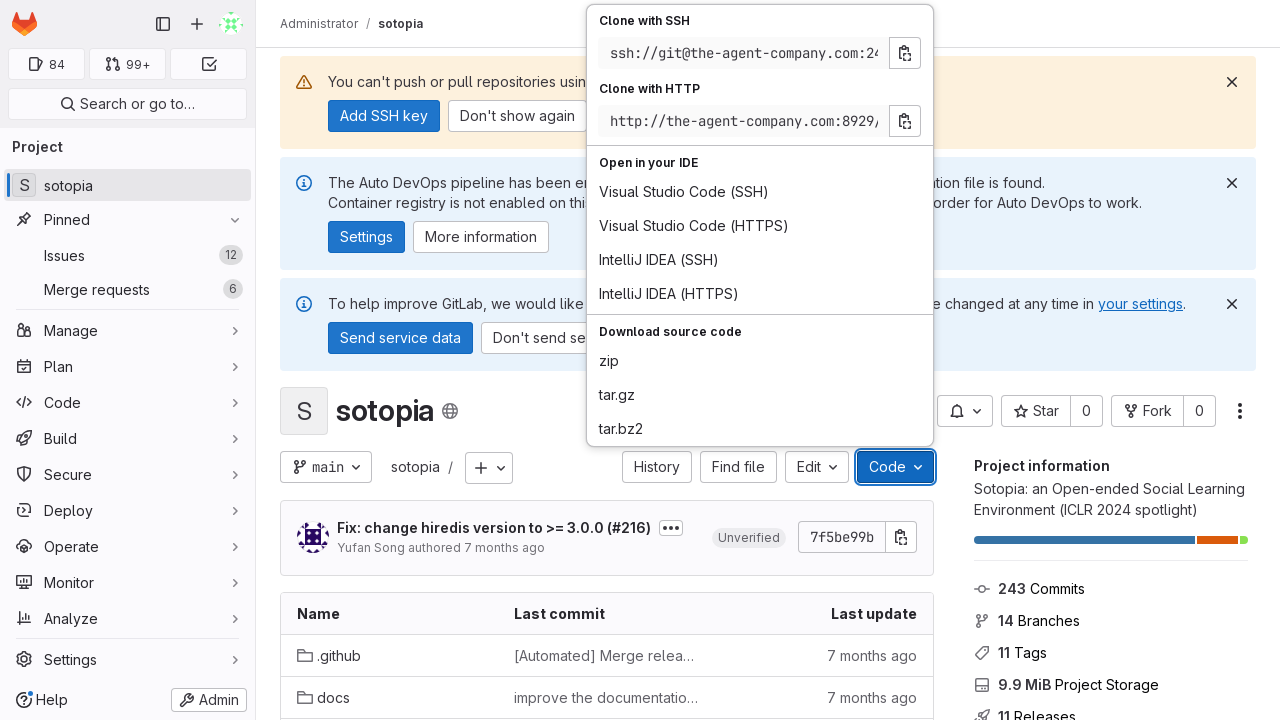 84
99+
Search or go to…
Project
S sotopia
Pinned
Issues 12
Merge requests 6
Manage
Plan
Code
Build
Secure
Deploy
Operate
Monitor
Analyze
Settings
Help
Admin
Administrator / sotopia
You can't push or pull repositories usin
Add SSH key Don't show again
The Auto DevOps pipeline has been en ation file is found.
Container registry is not enabled on thi order for Auto DevOps to work.
Settings More information
To help improve GitLab, we would like e changed at any time in your settings.
Send service data Don't send se
Clone with SSH
ssh://git@the-agent-company.com:24
Clone with HTTP
http://the-agent-company.com:8929/
Open in your IDE
Visual Studio Code (SSH)
Visual Studio Code (HTTPS)
IntelliJ IDEA (SSH)
IntelliJ IDEA (HTTPS)
Download source code
zip
tar.gz
tar.bz2
S sotopia
Star 0 Fork 0
main sotopia / History Find file Edit Code
Fix: change hiredis version to >= 3.0.0 (#216)
Yufan Song authored 7 months ago
Unverified 7f5be99b
Name Last commit Last update
.github [Automated] Merge relea… 7 months ago
docs improve the documentatio… 7 months ago
Project information
Sotopia: an Open-ended Social Learning
Environment (ICLR 2024 spotlight)
243 Commits
14 Branches
11 Tags
9.9 MiB Project Storage
11 Releases